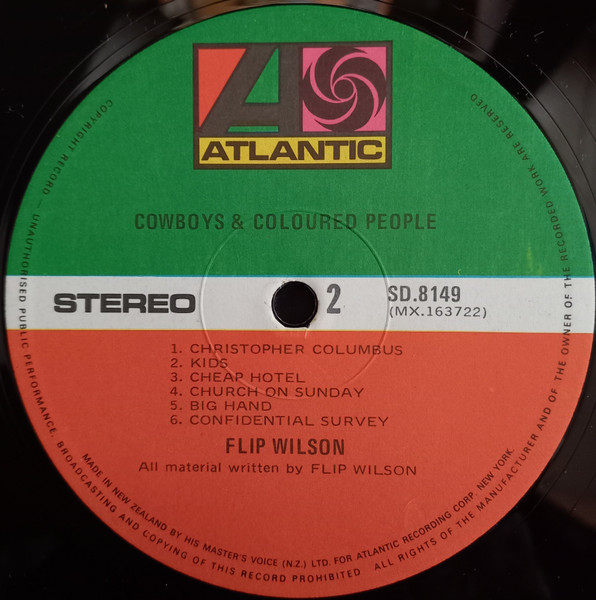 ATLANTIC
COWBOYS & COLOURED PEOPLE
STEREO
2
SD.8149
(MX.163722)
1. CHRISTOPHER COLUMBUS
2. KIDS
3. CHEAP HOTEL
4. CHURCH ON SUNDAY
5. BIG HAND
6. CONFIDENTIAL SURVEY
FLIP WILSON
All material written by FLIP WILSON
MADE IN NEW ZEALAND BY HIS MASTER'S VOICE (N.Z.) LTD. FOR ATLANTIC RECORDING CORP. NEW YORK
COPYRIGHT RECORD — UNAUTHORISED PUBLIC PERFORMANCE, BROADCASTING AND COPYING OF THIS RECORD PROHIBITED ALL RIGHTS OF THE MANUFACTURER AND OF THE OWNER OF THE RECORDED WORK ARE RESERVED